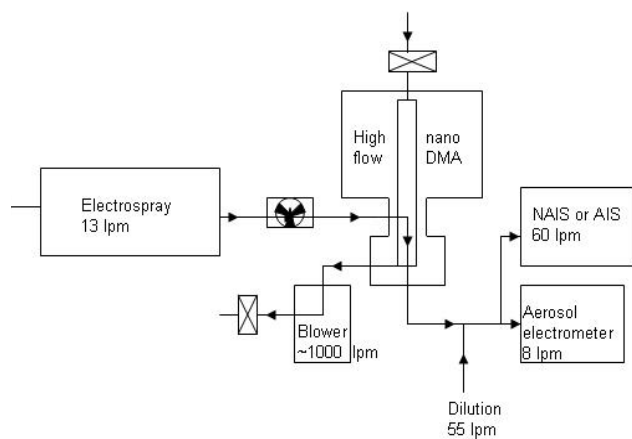 High
flow
nano
DMA
Electrospray
13 lpm
NAIS or AIS
60 lpm
Blower
~1000 lpm
Aerosol
electrometer
8 lpm
Dilution
55 lpm